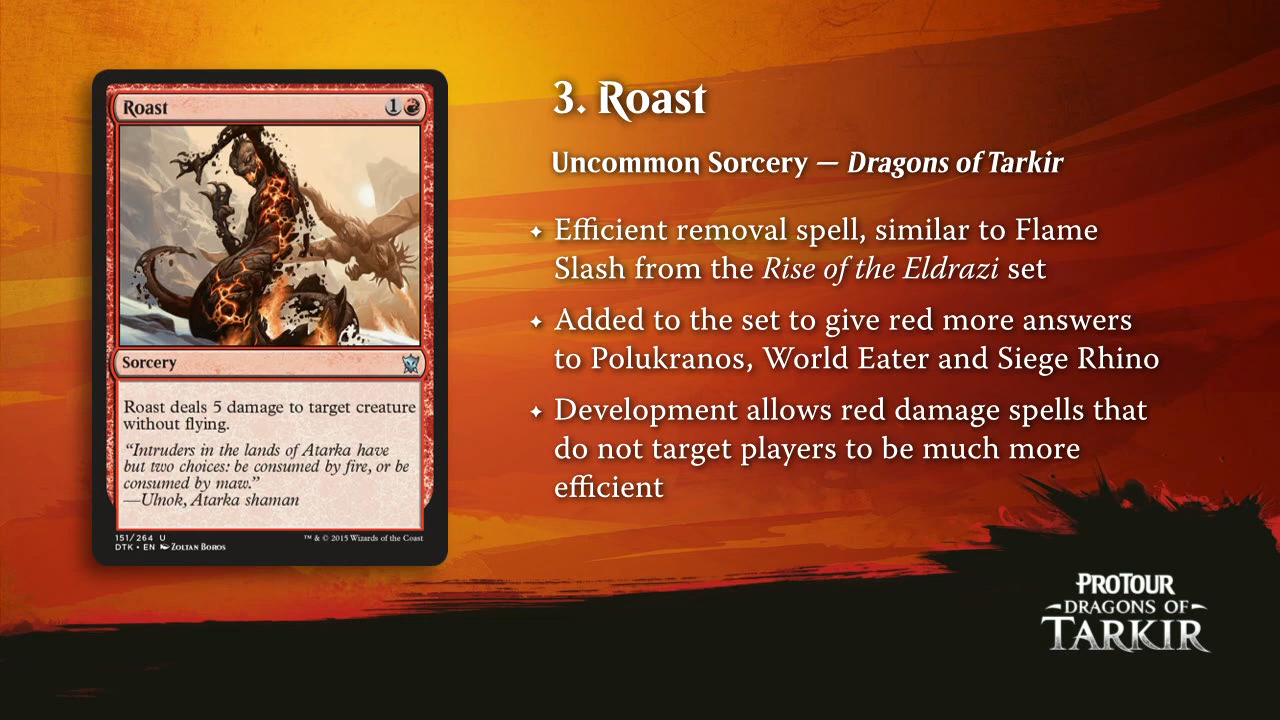 Roast 1
Sorcery
Roast deals 5 damage to target creature
without flying.
“Intruders in the lands of Atarka have
but two choices: be consumed by fire, or be
consumed by maw.”
—Ulnok, Atarka shaman
151/264 U
DTK • EN Zoltan Boros
™ & © 2015 Wizards of the Coast
3. Roast
Uncommon Sorcery — Dragons of Tarkir
✦ Efficient removal spell, similar to Flame
Slash from the Rise of the Eldrazi set
✦ Added to the set to give red more answers
to Polukranos, World Eater and Siege Rhino
✦ Development allows red damage spells that
do not target players to be much more
efficient
PROTOUR
DRAGONS OF
TARKIR